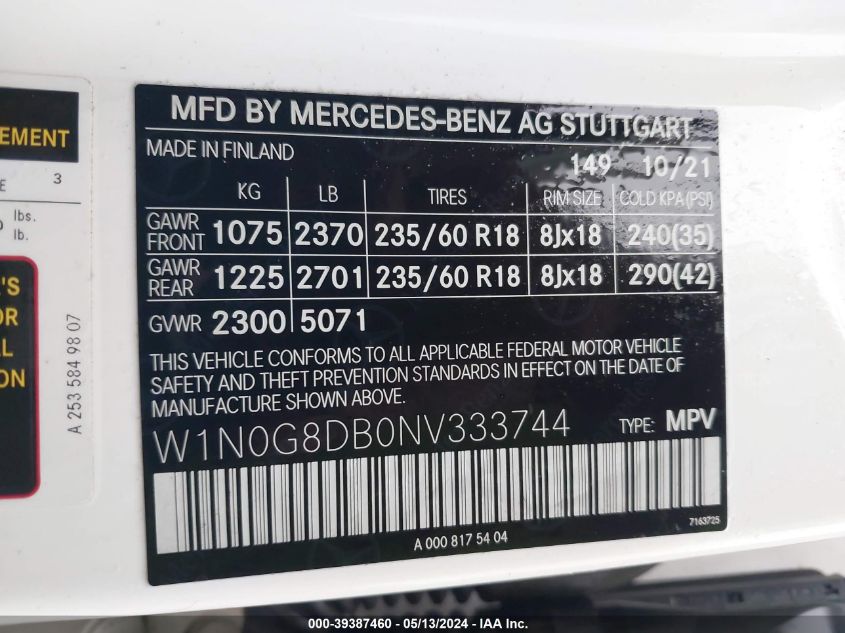 EMENT
E 3
lbs.
lb.
'S
OR
L
ON
A 253 584 98 07
MFD BY MERCEDES-BENZ AG STUTTGART
MADE IN FINLAND 149 10/21
KG LB TIRES RIM SIZE COLD KPA (PSI)
GAWR FRONT 1075 2370 235/60 R18 8Jx18 240(35)
GAWR REAR 1225 2701 235/60 R18 8Jx18 290(42)
GVWR 2300 5071
THIS VEHICLE CONFORMS TO ALL APPLICABLE FEDERAL MOTOR VEHICLE
SAFETY AND THEFT PREVENTION STANDARDS IN EFFECT ON THE DATE OF
MANUFACTURE SHOWN ABOVE.
W1N0G8DB0NV333744 TYPE: MPV
7163725
A 000 817 54 04
000-39387460 - 05/13/2024 - IAA Inc.